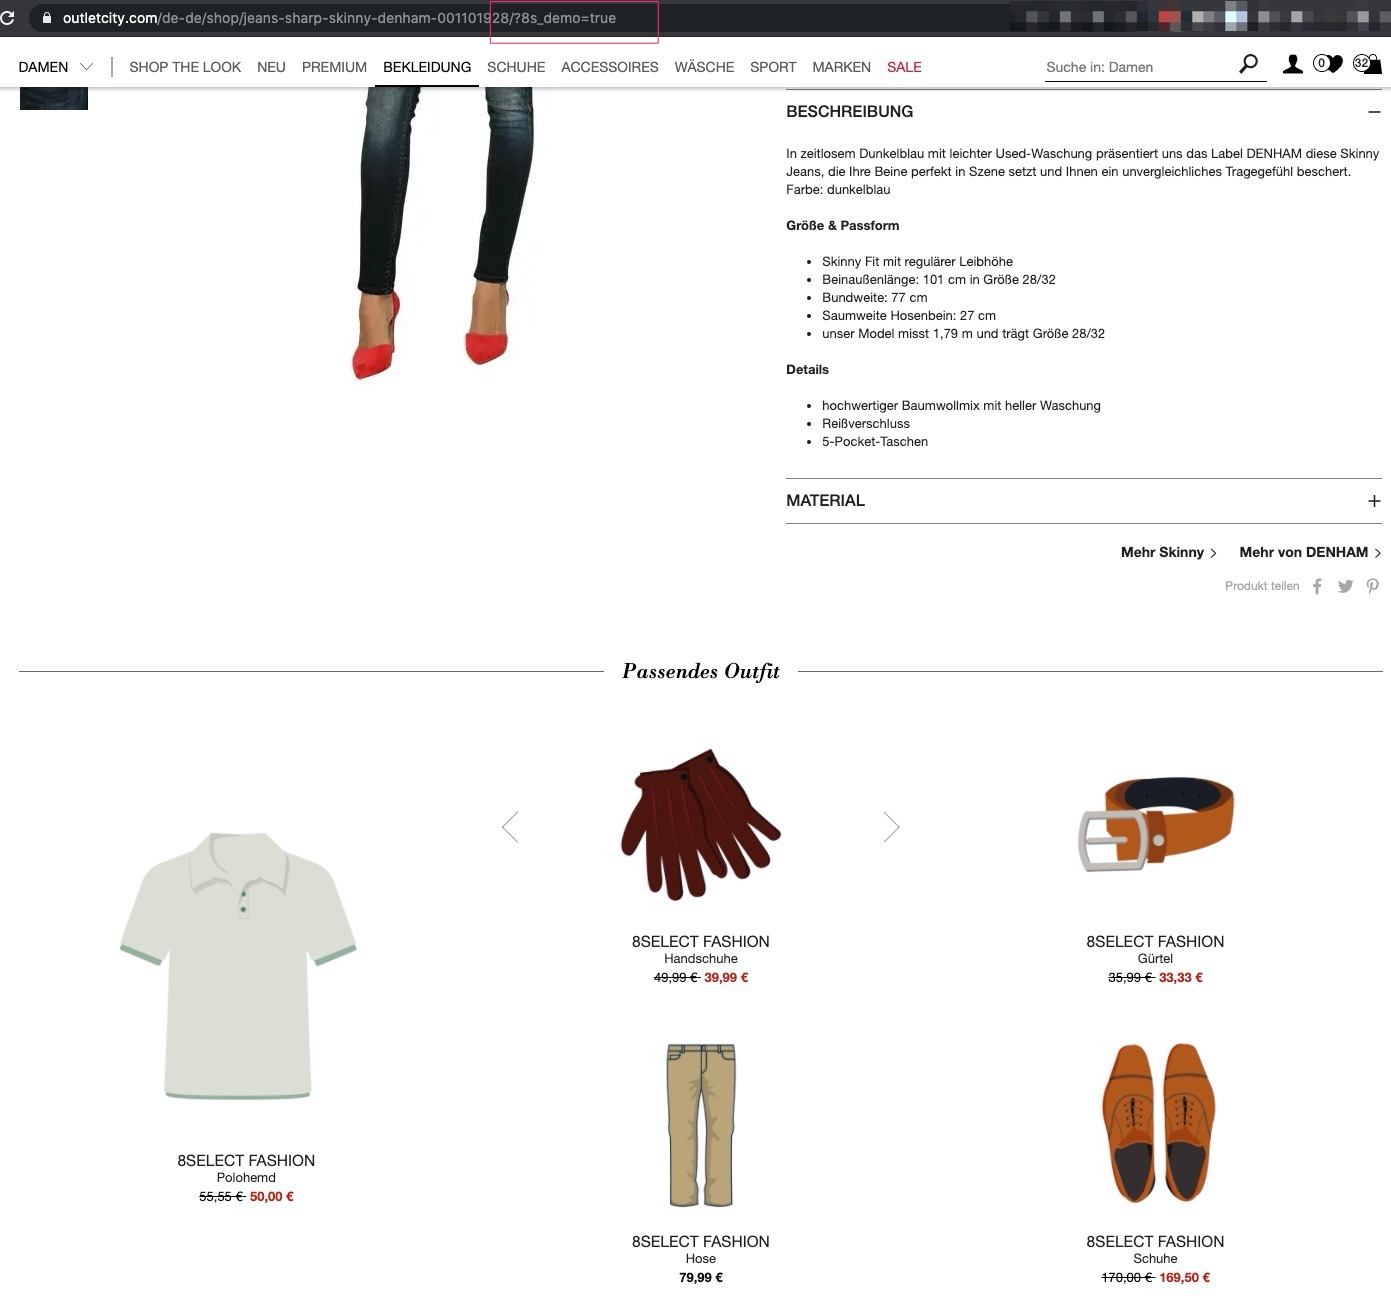 outletcity.com/de-de/shop/jeans-sharp-skinny-denham-001101928/?8s_demo=true
DAMEN SHOP THE LOOK NEU PREMIUM BEKLEIDUNG SCHUHE ACCESSOIRES WÄSCHE SPORT MARKEN SALE Suche in: Damen 0 32
BESCHREIBUNG
In zeitlosem Dunkelblau mit leichter Used-Waschung präsentiert uns das Label DENHAM diese Skinny
Jeans, die Ihre Beine perfekt in Szene setzt und Ihnen ein unvergleichliches Tragegefühl beschert.
Farbe: dunkelblau
Größe & Passform
• Skinny Fit mit regulärer Leibhöhe
• Beinaußenlänge: 101 cm in Größe 28/32
• Bundweite: 77 cm
• Saumweite Hosenbein: 27 cm
• unser Model misst 1,79 m und trägt Größe 28/32
Details
• hochwertiger Baumwollmix mit heller Waschung
• Reißverschluss
• 5-Pocket-Taschen
MATERIAL
Mehr Skinny Mehr von DENHAM
Produkt teilen
Passendes Outfit
8SELECT FASHION
Polohemd
55,55 € 50,00 €
8SELECT FASHION
Handschuhe
49,99 € 39,99 €
8SELECT FASHION
Gürtel
35,99 € 33,33 €
8SELECT FASHION
Hose
79,99 €
8SELECT FASHION
Schuhe
170,00 € 169,50 €